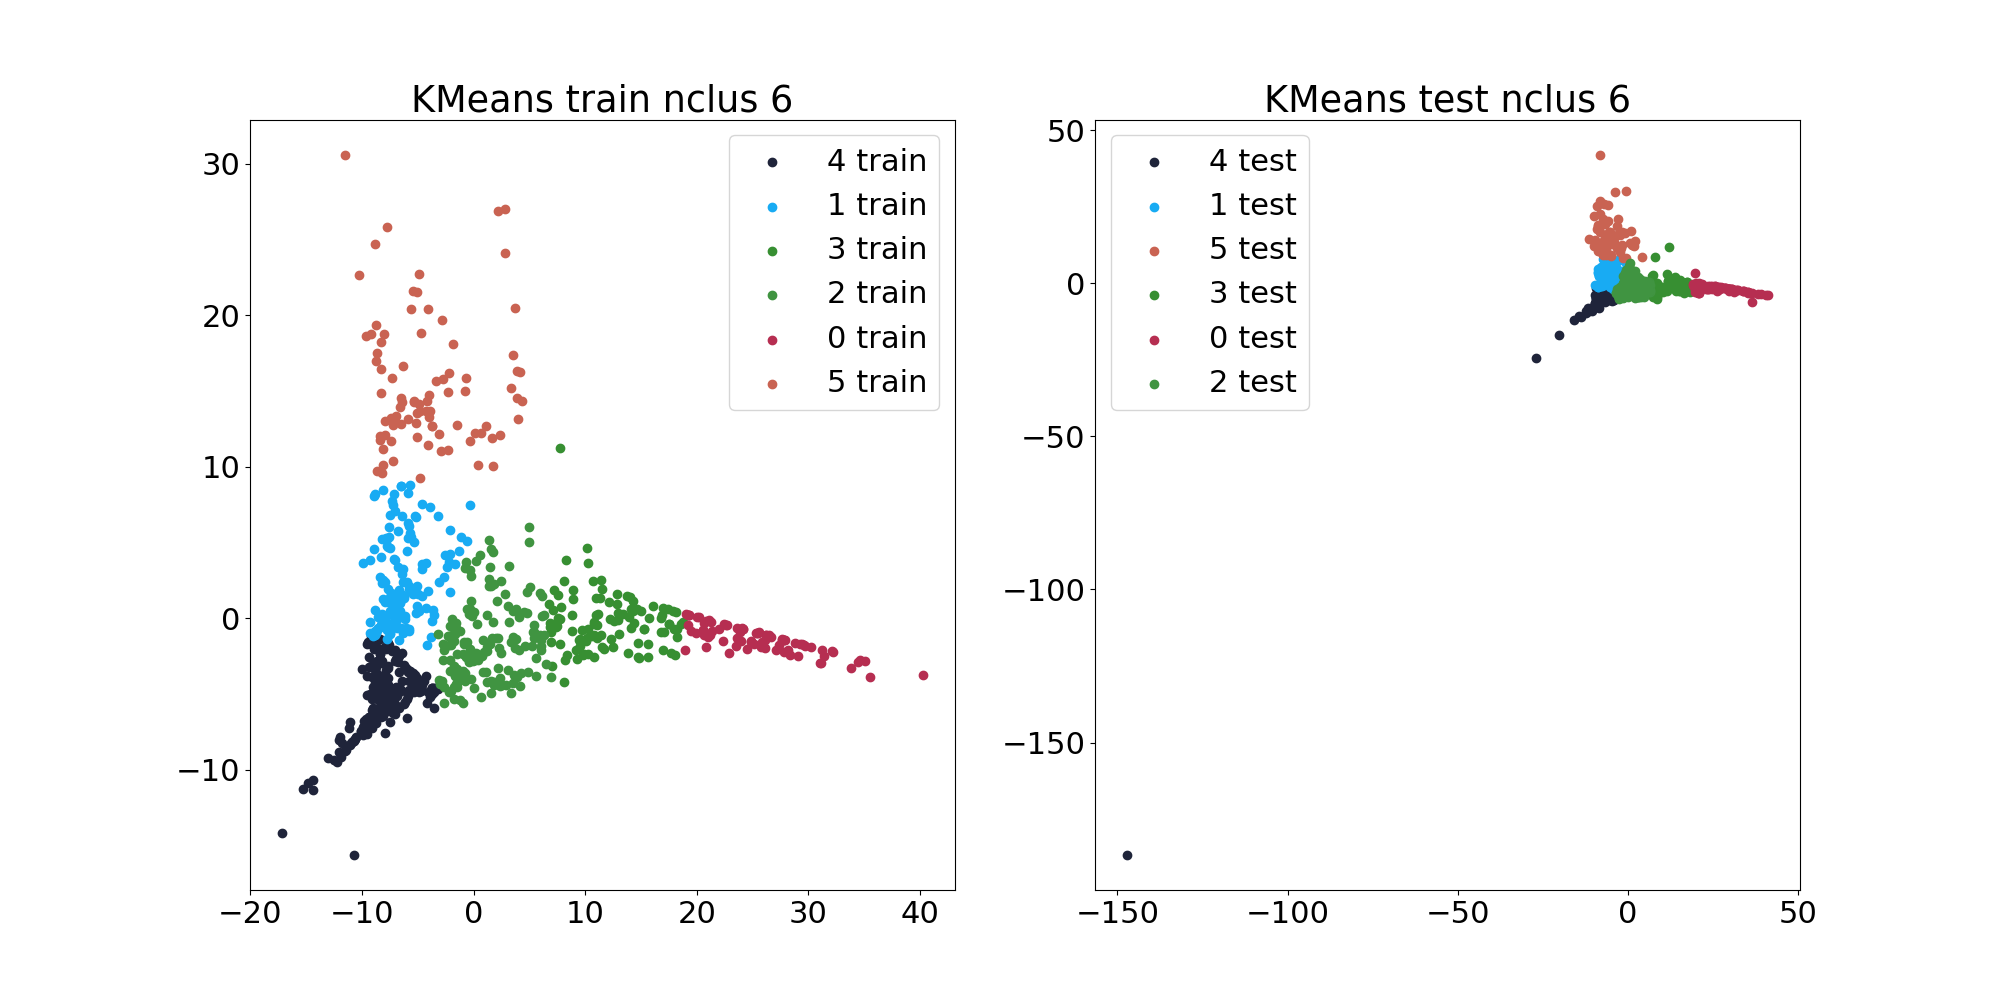 KMeans train nclus 6
30
20
10
0
−10
−20
−10
0
10
20
30
40
4 train
1 train
3 train
2 train
0 train
5 train
KMeans test nclus 6
50
0
−50
−100
−150
−150
−100
−50
0
50
4 test
1 test
5 test
3 test
0 test
2 test